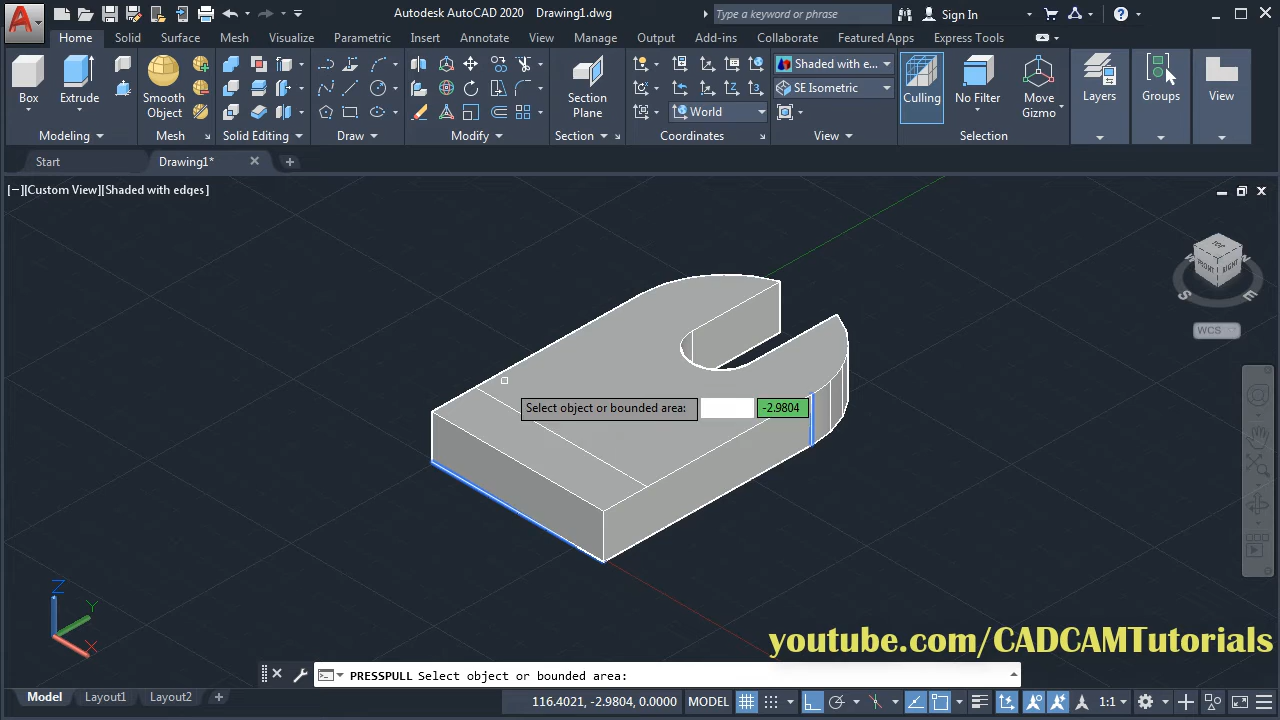 Autodesk AutoCAD 2020 Drawing1.dwg
Type a keyword or phrase
Sign In
Home Solid Surface Mesh Visualize Parametric Insert Annotate View Manage Output Add-ins Collaborate Featured Apps Express Tools
Box
Extrude
Smooth Object
Section Plane
World
Shaded with e...
SE Isometric
Culling
No Filter
Move Gizmo
Layers
Groups
View
Modeling Mesh Solid Editing Draw Modify Section Coordinates View Selection
Start
Drawing1*
[−][Custom View][Shaded with edges]
TOP
FRONT
RIGHT
N
S
E
WCS
Select object or bounded area:
-2.9804
Z
Y
X
youtube.com/CADCAMTutorials
PRESSPULL Select object or bounded area:
Model Layout1 Layout2
116.4021, -2.9804, 0.0000 MODEL
1:1